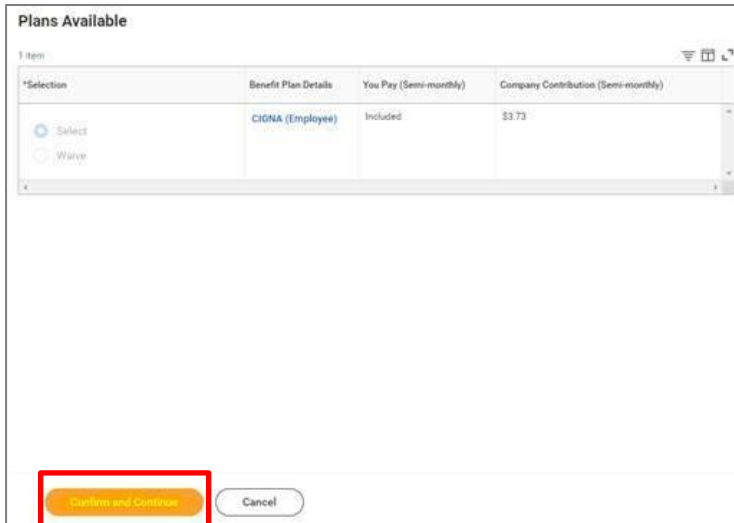 Plans Available
1 item
*Selection Benefit Plan Details You Pay (Semi-monthly) Company Contribution (Semi-monthly)
Select CIGNA (Employee) Included $3.73
Waive
Confirm and Continue Cancel